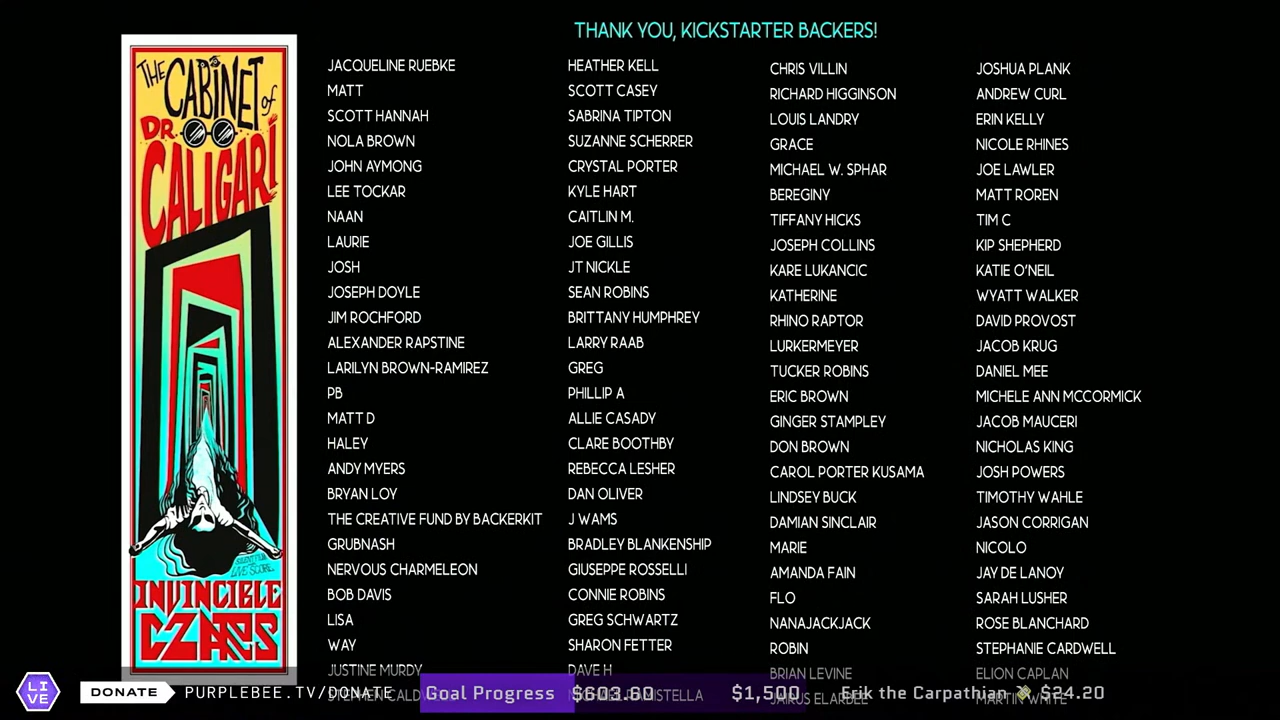 THANK YOU, KICKSTARTER BACKERS!
THE CABINET of
DR.
CALIGARI
LIVE SCORE
INVINCIBLE
CZARS
JACQUELINE RUEBKE
MATT
SCOTT HANNAH
NOLA BROWN
JOHN AYMONG
LEE TOCKAR
NAAN
LAURIE
JOSH
JOSEPH DOYLE
JIM ROCHFORD
ALEXANDER RAPSTINE
LARILYN BROWN-RAMIREZ
PB
MATT D
HALEY
ANDY MYERS
BRYAN LOY
THE CREATIVE FUND BY BACKERKIT
GRUBNASH
NERVOUS CHARMELEON
BOB DAVIS
LISA
WAY
JUSTINE MURDY
HEATHER KELL
SCOTT CASEY
SABRINA TIPTON
SUZANNE SCHERRER
CRYSTAL PORTER
KYLE HART
CAITLIN M.
JOE GILLIS
JT NICKLE
SEAN ROBINS
BRITTANY HUMPHREY
LARRY RAAB
GREG
PHILLIP A
ALLIE CASADY
CLARE BOOTHBY
REBECCA LESHER
DAN OLIVER
J WAMS
BRADLEY BLANKENSHIP
GIUSEPPE ROSSELLI
CONNIE ROBINS
GREG SCHWARTZ
SHARON FETTER
DAVE H
CHRIS VILLIN
RICHARD HIGGINSON
LOUIS LANDRY
GRACE
MICHAEL W. SPHAR
BEREGINY
TIFFANY HICKS
JOSEPH COLLINS
KARE LUKANCIC
KATHERINE
RHINO RAPTOR
LURKERMEYER
TUCKER ROBINS
ERIC BROWN
GINGER STAMPLEY
DON BROWN
CAROL PORTER KUSAMA
LINDSEY BUCK
DAMIAN SINCLAIR
MARIE
AMANDA FAIN
FLO
NANAJACKJACK
ROBIN
BRIAN LEVINE
JAIRUS ELARDEE
JOSHUA PLANK
ANDREW CURL
ERIN KELLY
NICOLE RHINES
JOE LAWLER
MATT ROREN
TIM C
KIP SHEPHERD
KATIE O'NEIL
WYATT WALKER
DAVID PROVOST
JACOB KRUG
DANIEL MEE
MICHELE ANN MCCORMICK
JACOB MAUCERI
NICHOLAS KING
JOSH POWERS
TIMOTHY WAHLE
JASON CORRIGAN
NICOLO
JAY DE LANOY
SARAH LUSHER
ROSE BLANCHARD
STEPHANIE CARDWELL
ELION CAPLAN
MARTIN WHITE
LIVE
DONATE PURPLEBEE.TV/DONATE Goal Progress $603.60 $1,500 Erik the Carpathian $24.20